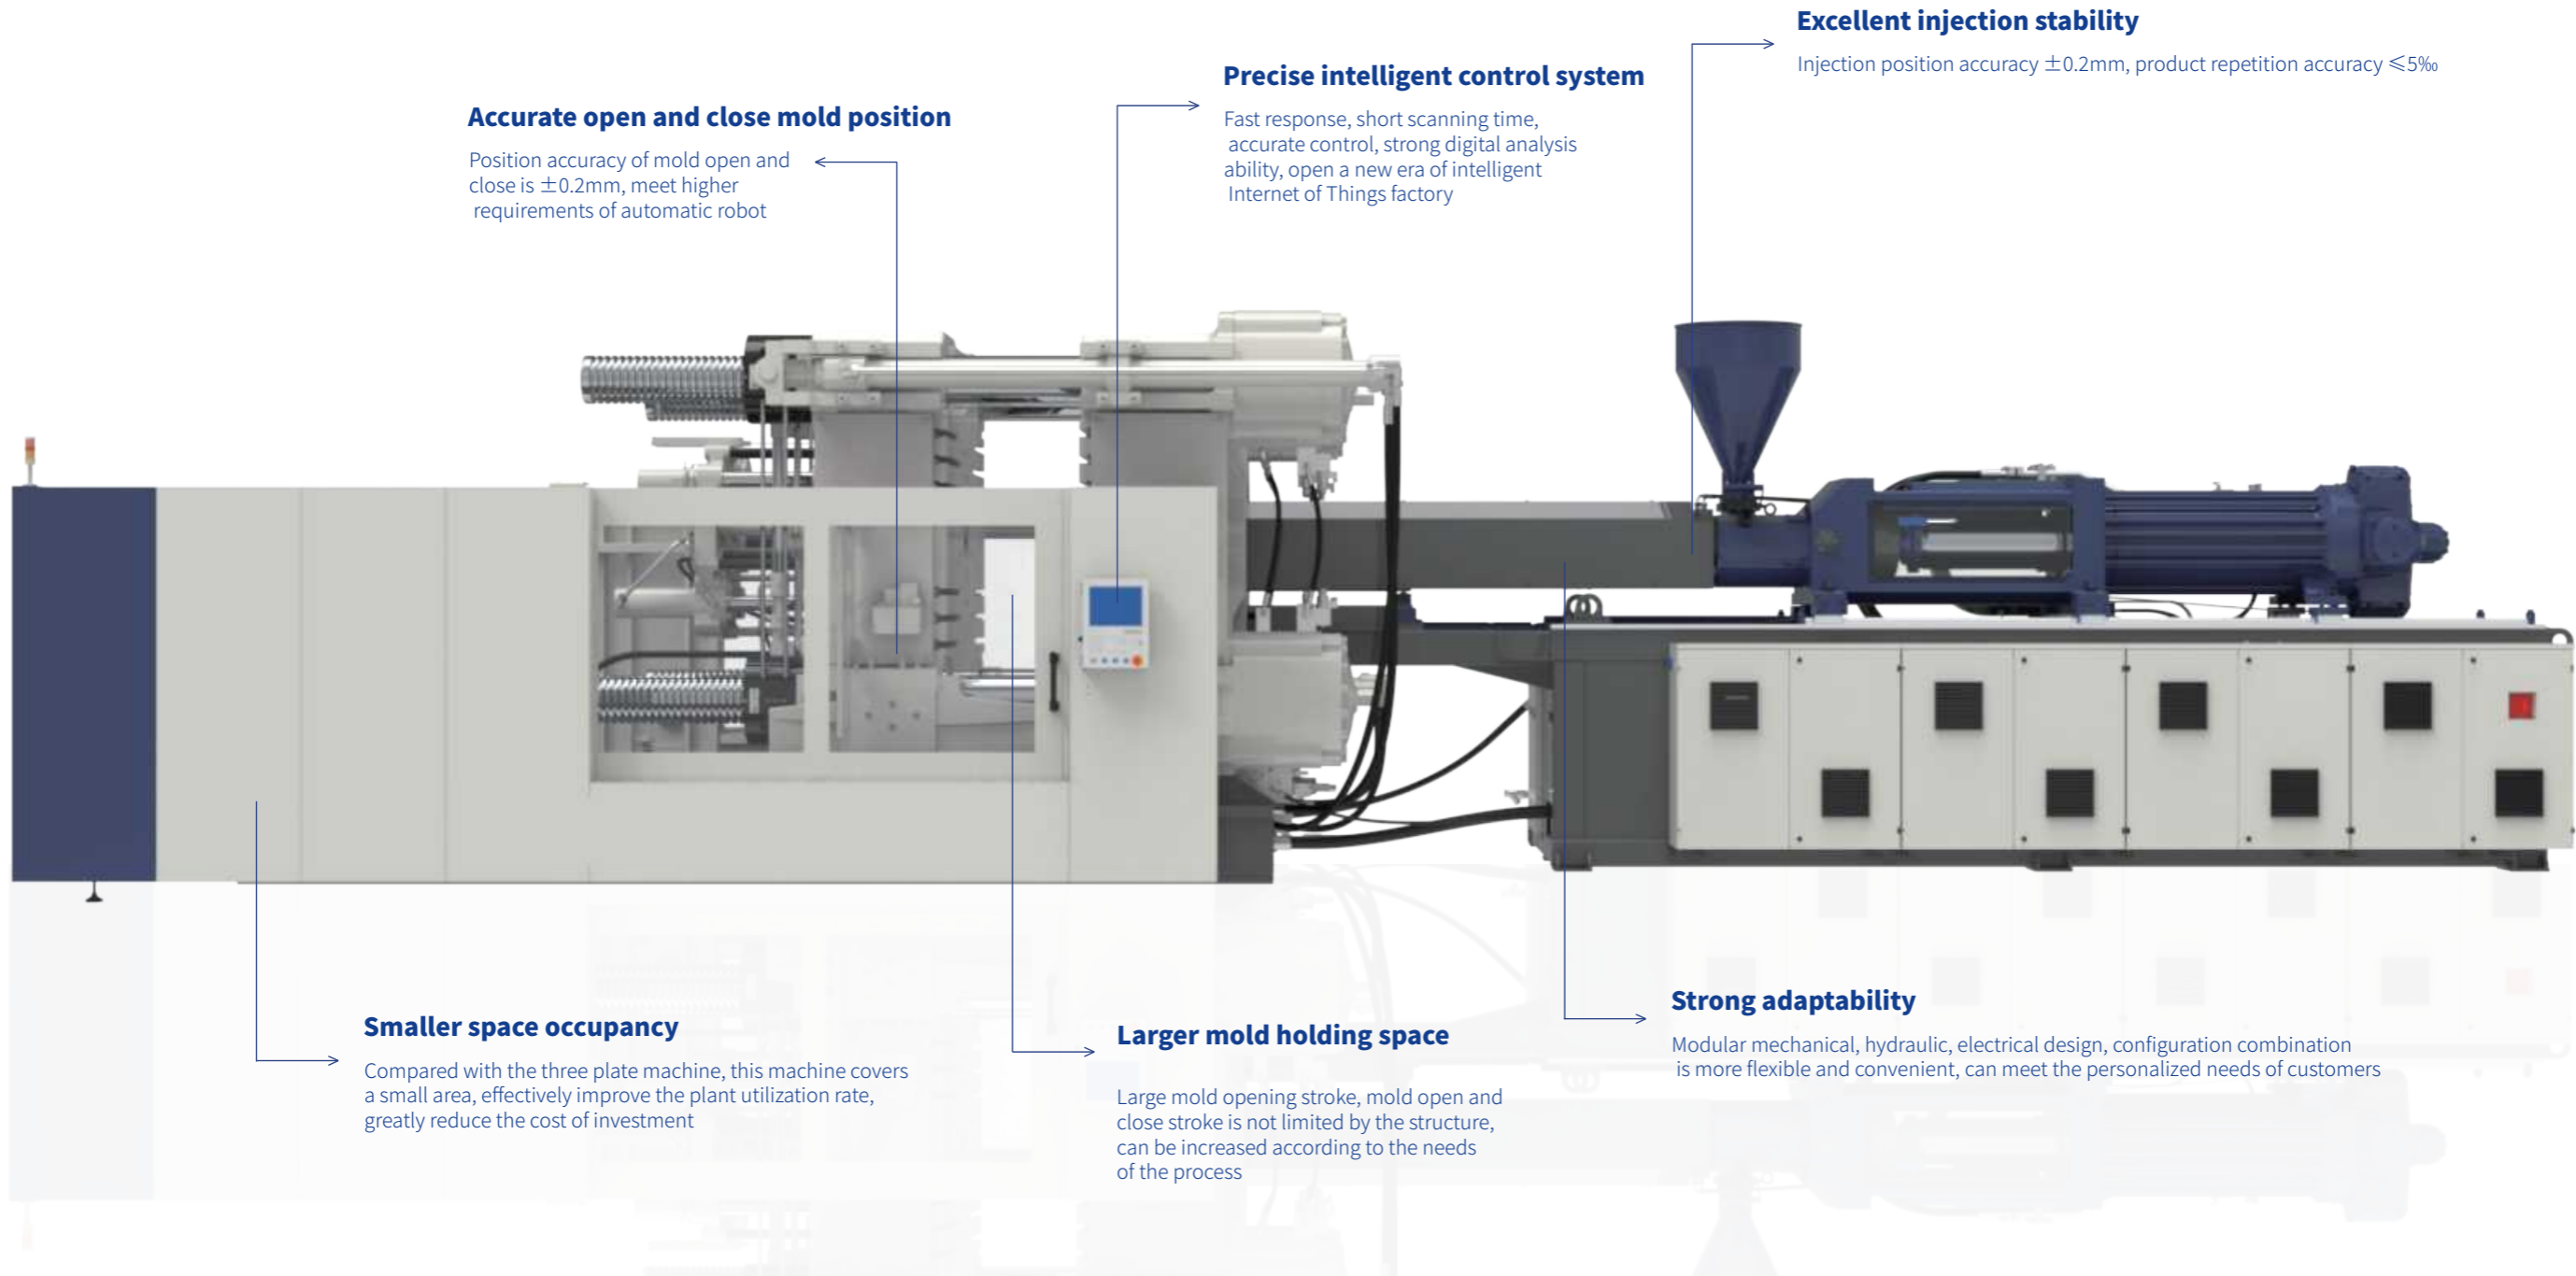 Excellent injection stability
Injection position accuracy ±0.2mm, product repetition accuracy ≤5‰
Precise intelligent control system
Fast response, short scanning time,
accurate control, strong digital analysis
ability, open a new era of intelligent
Internet of Things factory
Accurate open and close mold position
Position accuracy of mold open and
close is ±0.2mm, meet higher
requirements of automatic robot
Smaller space occupancy
Compared with the three plate machine, this machine covers
a small area, effectively improve the plant utilization rate,
greatly reduce the cost of investment
Larger mold holding space
Large mold opening stroke, mold open and
close stroke is not limited by the structure,
can be increased according to the needs
of the process
Strong adaptability
Modular mechanical, hydraulic, electrical design, configuration combination
is more flexible and convenient, can meet the personalized needs of customers